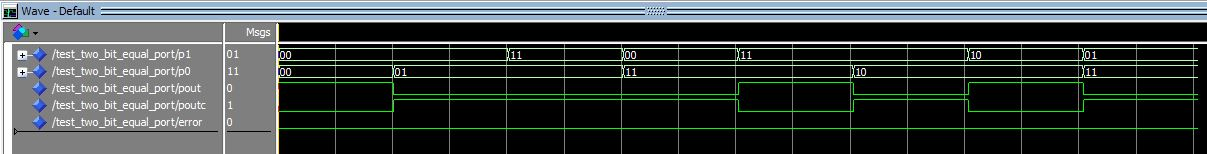 Wave - Default
Msgs
/test_two_bit_equal_port/p1 01 00 11 00 11 10 01
/test_two_bit_equal_port/p0 11 00 01 11 10 11
/test_two_bit_equal_port/pout 0
/test_two_bit_equal_port/poutc 1
/test_two_bit_equal_port/error 0